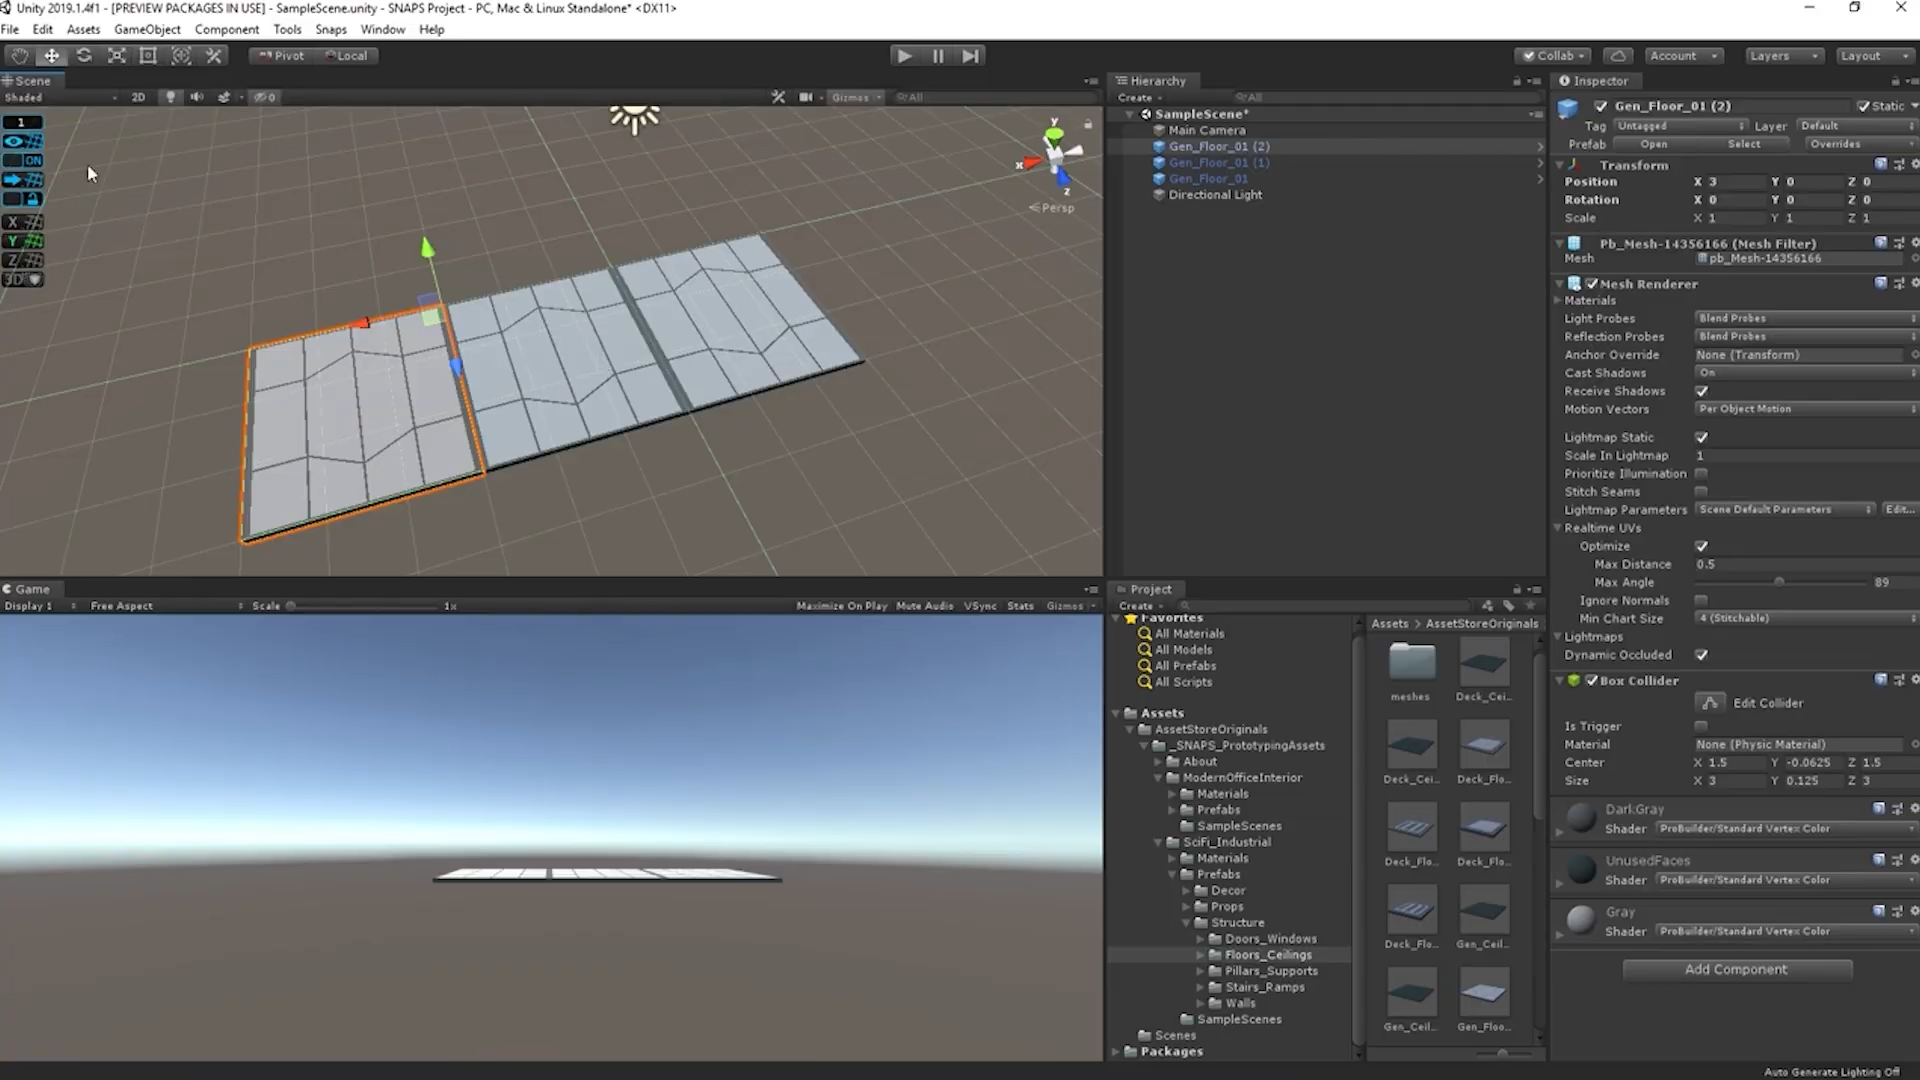 Unity 2019.1.4f1 - [PREVIEW PACKAGES IN USE] - SampleScene.unity - SNAPS Project - PC, Mac & Linux Standalone* <DX11>
File Edit Assets GameObject Component Tools Snaps Window Help
Pivot Local
Collab Account Layers Layout
Scene
Shaded 2D 0 Gizmos All
1
ON
X
Y
Z
3D
y
x
z
Persp
Game
Display 1 Free Aspect Scale 1x Maximize On Play Mute Audio VSync Stats Gizmos
Hierarchy
Create All
SampleScene*
Main Camera
Gen_Floor_01 (2)
Gen_Floor_01 (1)
Gen_Floor_01
Directional Light
Project
Create
Favorites
All Materials
All Models
All Prefabs
All Scripts
Assets
AssetStoreOriginals
_SNAPS_PrototypingAssets
About
ModernOfficeInterior
Materials
Prefabs
SampleScenes
SciFi_Industrial
Materials
Prefabs
Decor
Props
Structure
Doors_Windows
Floors_Ceilings
Pillars_Supports
Stairs_Ramps
Walls
SampleScenes
Scenes
Packages
Assets > AssetStoreOriginals
meshes Deck_Cei...
Deck_Cei... Deck_Flo...
Deck_Flo... Deck_Flo...
Deck_Flo... Gen_Ceil...
Gen_Ceil... Gen_Floo...
Inspector
Gen_Floor_01 (2) Static
Tag Untagged Layer Default
Prefab Open Select Overrides
Transform
Position X 3 Y 0 Z 0
Rotation X 0 Y 0 Z 0
Scale X 1 Y 1 Z 1
Pb_Mesh-14356166 (Mesh Filter)
Mesh pb_Mesh-14356166
Mesh Renderer
Materials
Light Probes Blend Probes
Reflection Probes Blend Probes
Anchor Override None (Transform)
Cast Shadows On
Receive Shadows
Motion Vectors Per Object Motion
Lightmap Static
Scale In Lightmap 1
Prioritize Illumination
Stitch Seams
Lightmap Parameters Scene Default Parameters Edit...
Realtime UVs
Optimize
Max Distance 0.5
Max Angle 89
Ignore Normals
Min Chart Size 4 (Stitchable)
Lightmaps
Dynamic Occluded
Box Collider
Edit Collider
Is Trigger
Material None (Physic Material)
Center X 1.5 Y -0.0625 Z 1.5
Size X 3 Y 0.125 Z 3
Dark.Gray
Shader ProBuilder/Standard Vertex Color
UnusedFaces
Shader ProBuilder/Standard Vertex Color
Gray
Shader ProBuilder/Standard Vertex Color
Add Component
Auto Generate Lighting Off